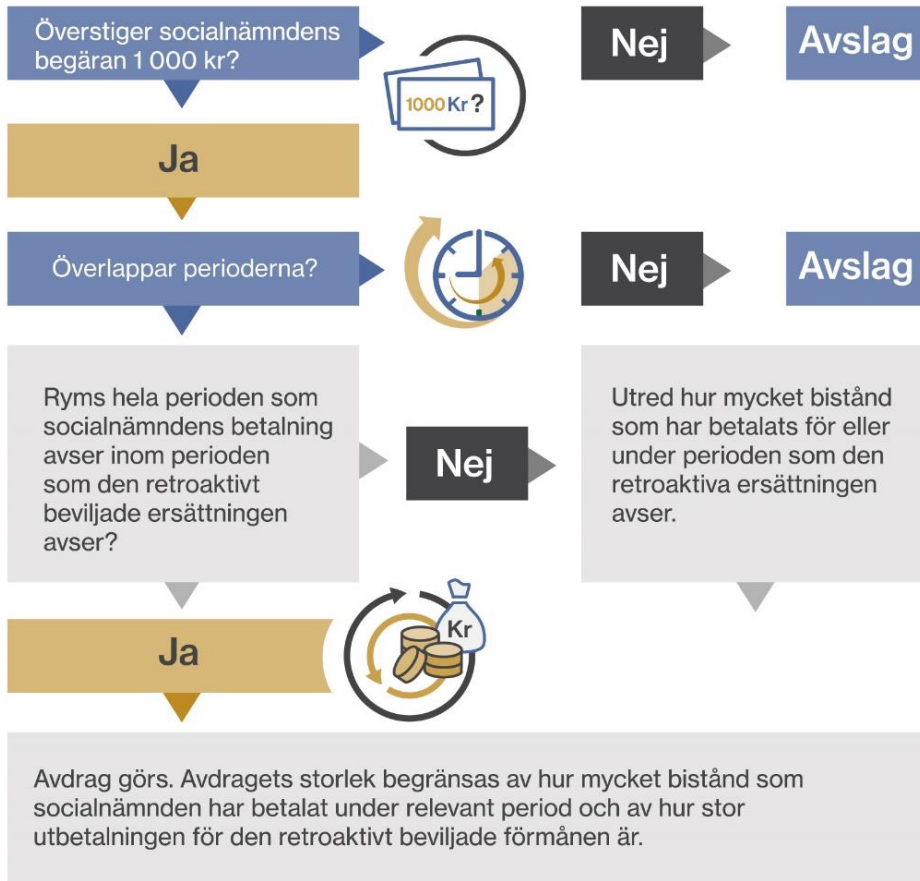 Överstiger socialnämndens
begäran 1 000 kr?
1000 Kr ?
Nej
Avslag
Ja
Överlappar perioderna?
Nej
Avslag
Ryms hela perioden som
socialnämndens betalning
avser inom perioden
som den retroaktivt
beviljade ersättningen
avser?
Nej
Utred hur mycket bistånd
som har betalats för eller
under perioden som den
retroaktiva ersättningen
avser.
Ja
Kr
Avdrag görs. Avdragets storlek begränsas av hur mycket bistånd som
socialnämnden har betalat under relevant period och av hur stor
utbetalningen för den retroaktivt beviljade förmånen är.